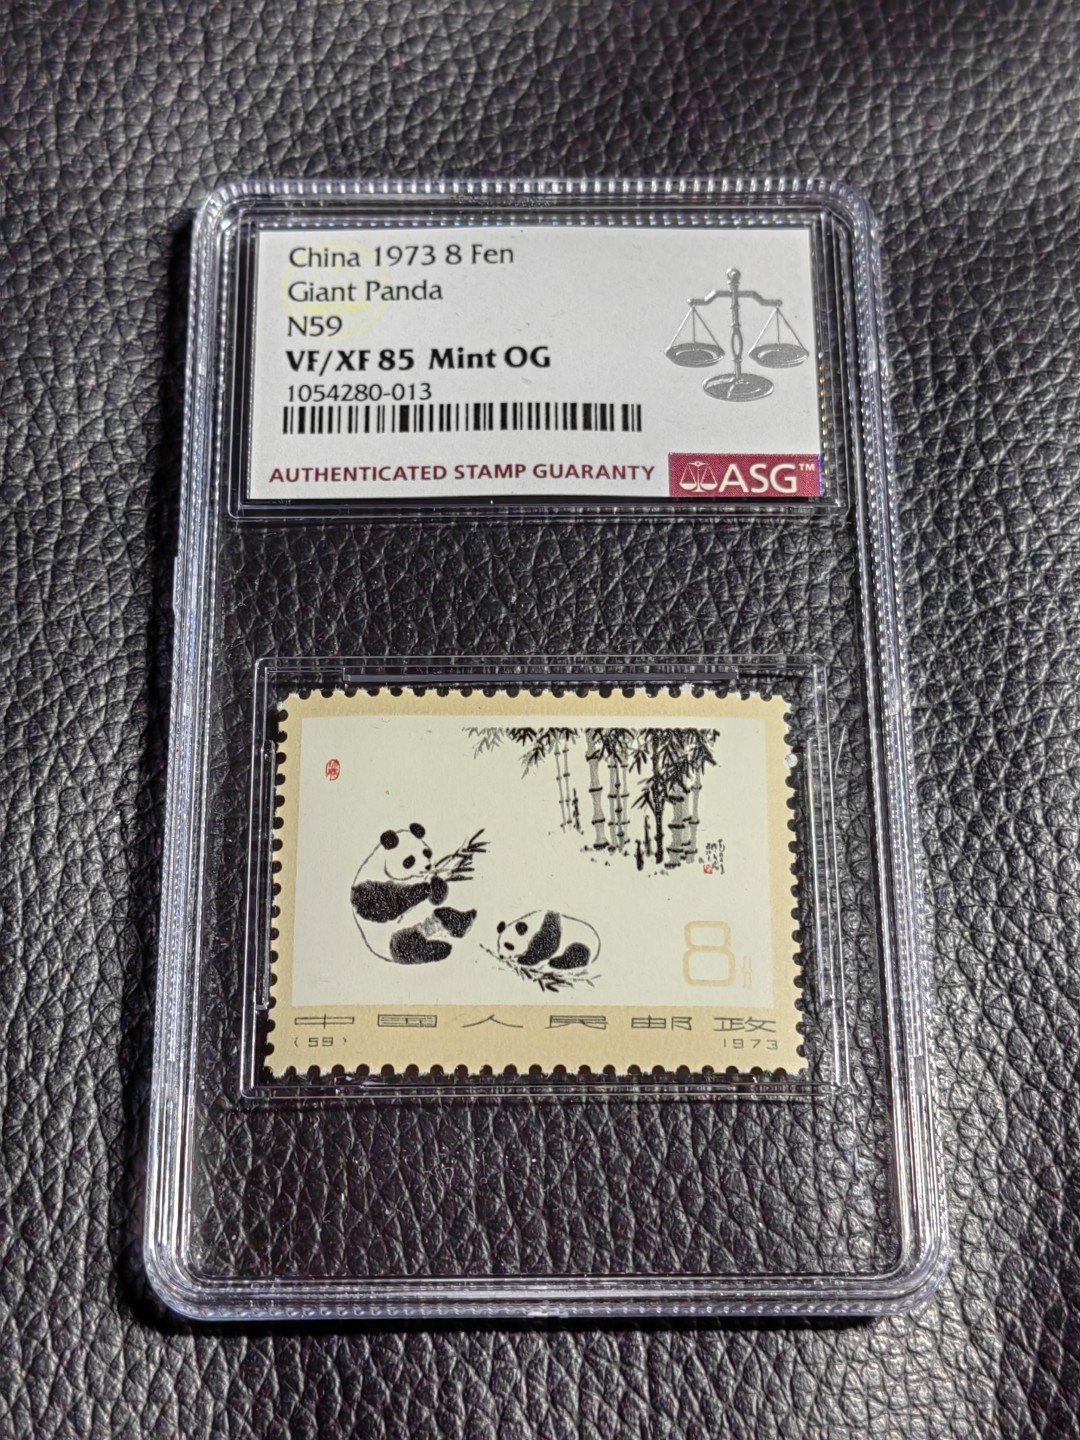 China 1973 8 Fen
Giant Panda
N59
VF/XF 85 Mint OG
1054280-013
AUTHENTICATED STAMP GUARANTY
ASG™
8分
中国人民邮政
(59)
1973